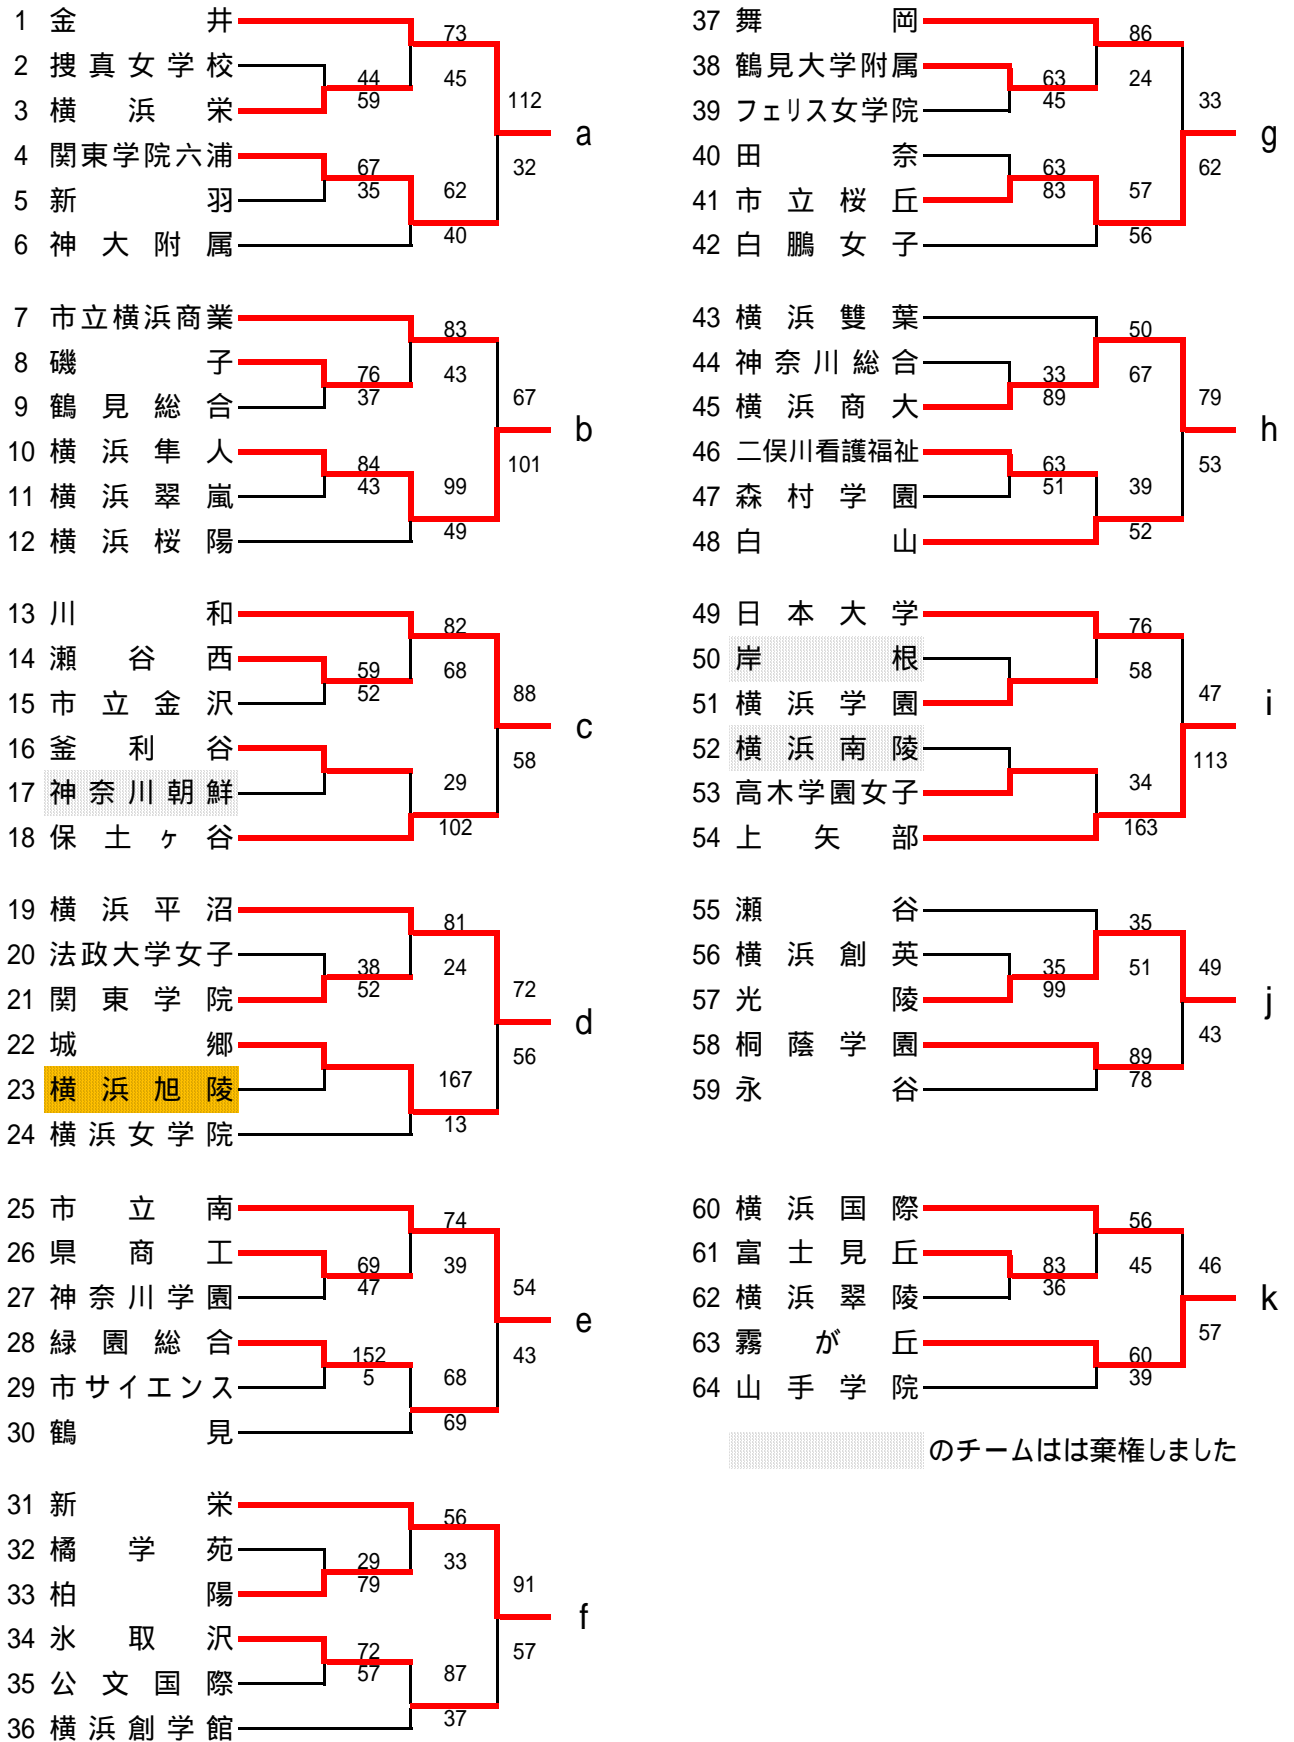 1 金井
2 捜真女学校
3 横浜栄
4 関東学院六浦
5 新羽
6 神大附属
44
59
67
35
73
45
62
40
112
32
a
7 市立横浜商業
8 磯子
9 鶴見総合
10 横浜隼人
11 横浜翠嵐
12 横浜桜陽
76
37
84
43
83
43
99
49
67
101
b
13 川和
14 瀬谷西
15 市立金沢
16 釜利谷
17 神奈川朝鮮
18 保土ヶ谷
59
52
82
68
29
102
88
58
c
19 横浜平沼
20 法政大学女子
21 関東学院
22 城郷
23 横浜旭陵
24 横浜女学院
38
52
81
24
167
13
72
56
d
25 市立南
26 県商工
27 神奈川学園
28 緑園総合
29 市サイエンス
30 鶴見
69
47
152
5
74
39
68
69
54
43
e
31 新栄
32 橘学苑
33 柏陽
34 氷取沢
35 公文国際
36 横浜創学館
29
79
72
57
56
33
87
37
91
57
f
37 舞岡
38 鶴見大学附属
39 フェリス女学院
40 田奈
41 市立桜丘
42 白鵬女子
63
45
63
83
86
24
57
56
33
62
g
43 横浜雙葉
44 神奈川総合
45 横浜商大
46 二俣川看護福祉
47 森村学園
48 白山
33
89
63
51
50
67
39
52
79
53
h
49 日本大学
50 岸根
51 横浜学園
52 横浜南陵
53 高木学園女子
54 上矢部
76
58
34
163
47
113
i
55 瀬谷
56 横浜創英
57 光陵
58 桐蔭学園
59 永谷
35
99
35
51
89
78
49
43
j
60 横浜国際
61 富士見丘
62 横浜翠陵
63 霧が丘
64 山手学院
83
36
56
45
60
39
46
57
k
のチームはは棄権しました